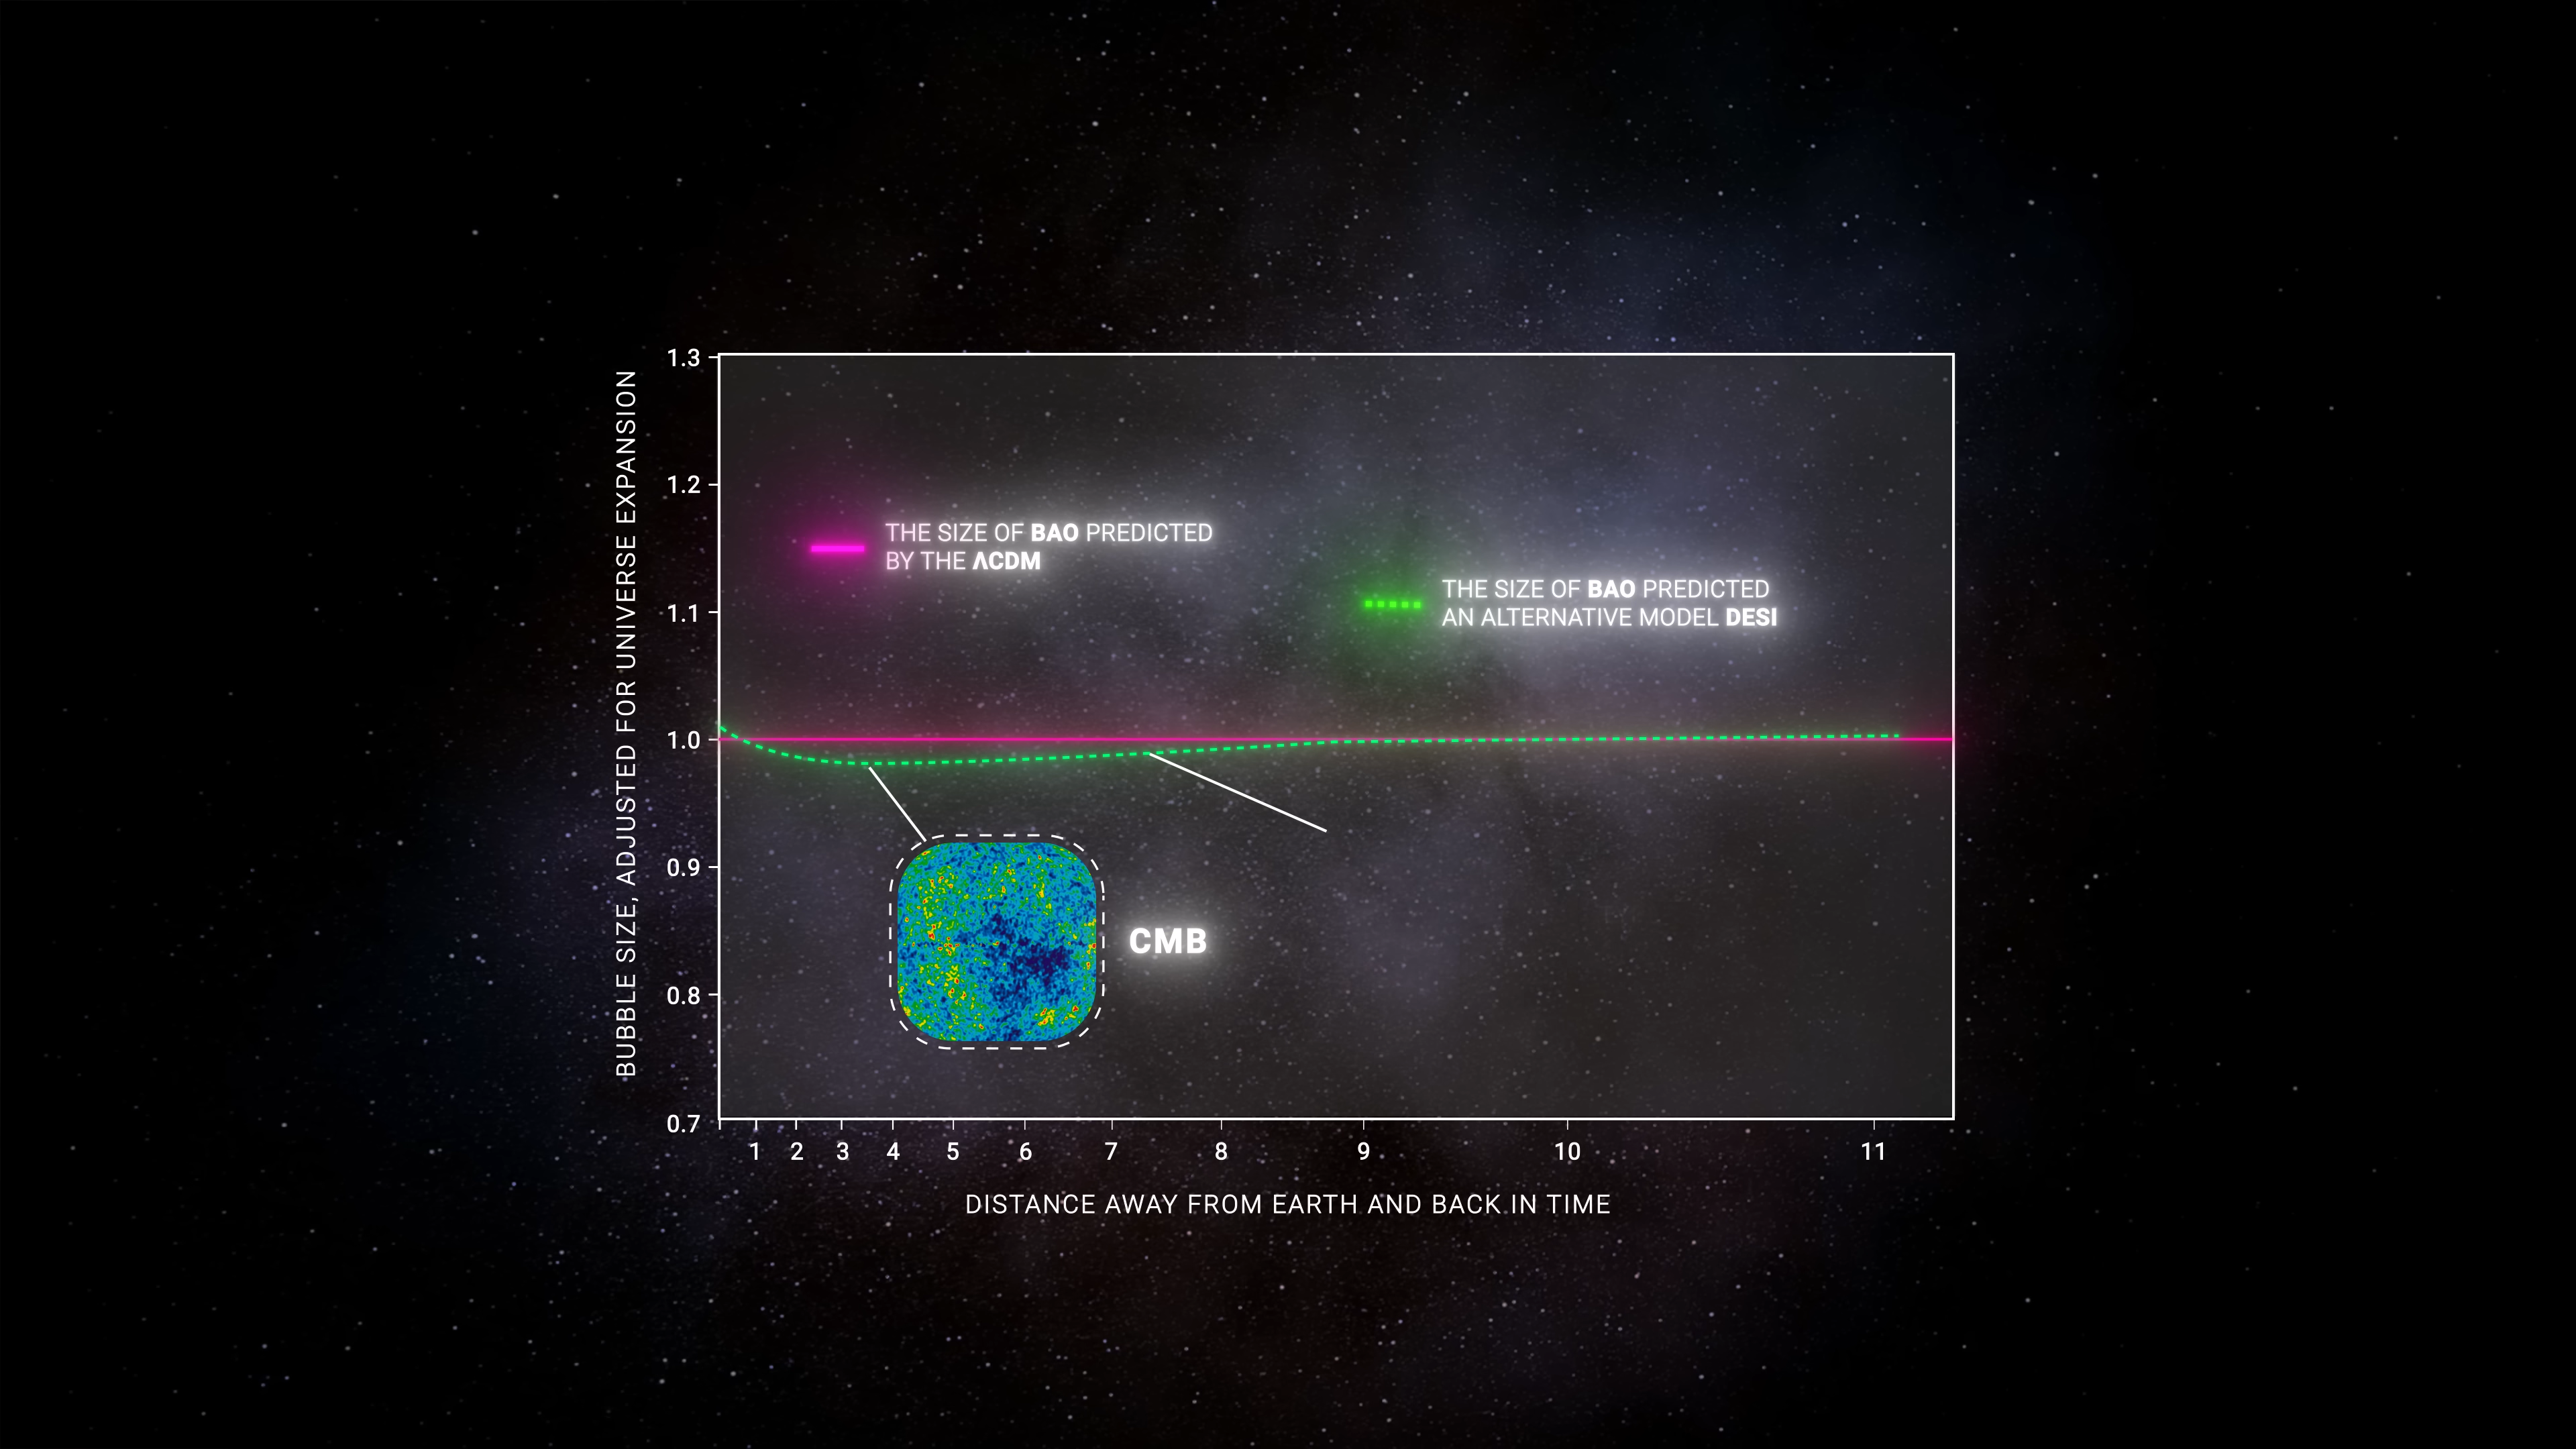 1.3
1.2
1.1
1.0
0.9
0.8
0.7
BUBBLE SIZE, ADJUSTED FOR UNIVERSE EXPANSION
THE SIZE OF BAO PREDICTED
BY THE ΛCDM
THE SIZE OF BAO PREDICTED
AN ALTERNATIVE MODEL DESI
CMB
1 2 3 4 5 6 7 8 9 10 11
DISTANCE AWAY FROM EARTH AND BACK IN TIME